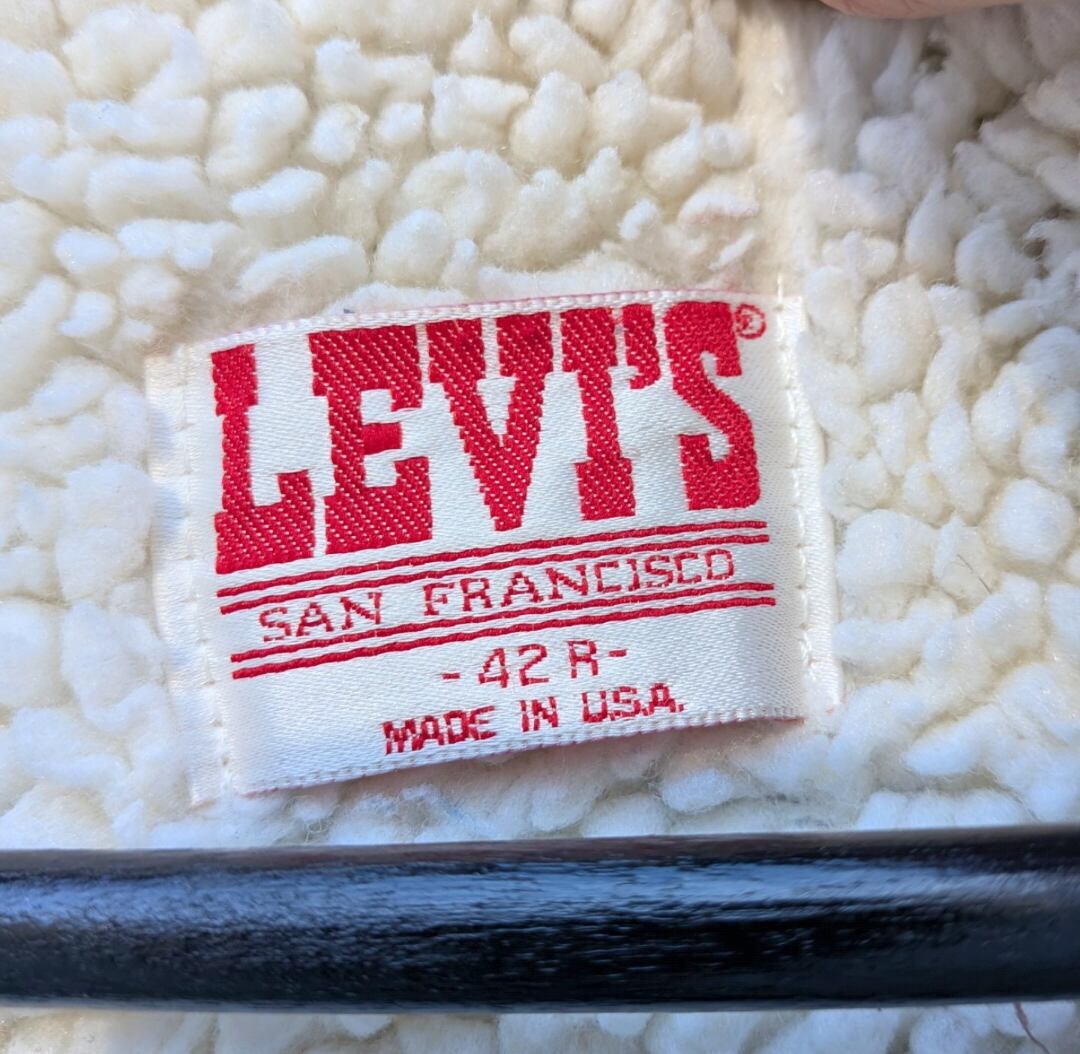 LEVI'S®
SAN FRANCISCO
-42 R-
MADE IN U.S.A.